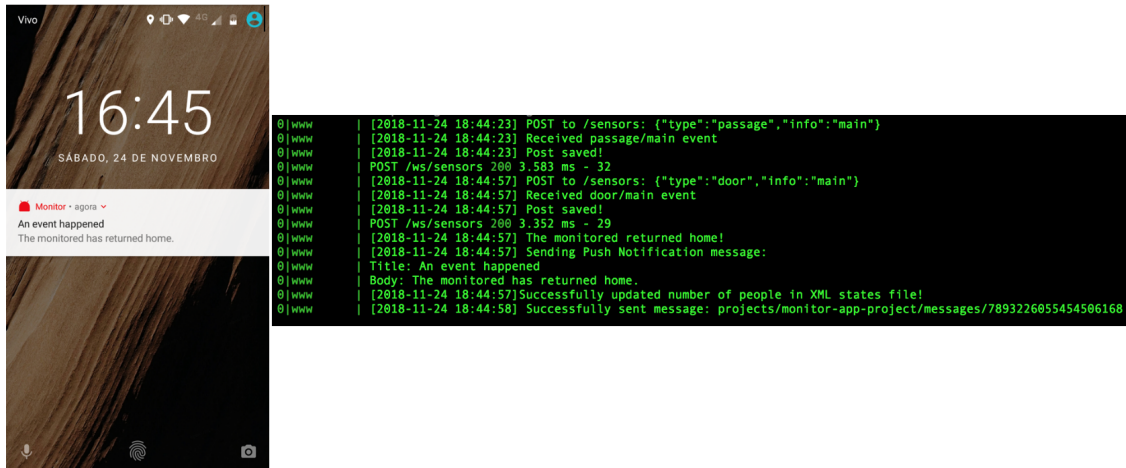 Vivo
4G
16:45
SÁBADO, 24 DE NOVEMBRO
Monitor • agora
An event happened
The monitored has returned home.
0|www | [2018-11-24 18:44:23] POST to /sensors: {"type":"passage","info":"main"}
0|www | [2018-11-24 18:44:23] Received passage/main event
0|www | [2018-11-24 18:44:23] Post saved!
0|www | POST /ws/sensors 200 3.583 ms - 32
0|www | [2018-11-24 18:44:57] POST to /sensors: {"type":"door","info":"main"}
0|www | [2018-11-24 18:44:57] Received door/main event
0|www | [2018-11-24 18:44:57] Post saved!
0|www | POST /ws/sensors 200 3.352 ms - 29
0|www | [2018-11-24 18:44:57] The monitored returned home!
0|www | [2018-11-24 18:44:57] Sending Push Notification message:
0|www | Title: An event happened
0|www | Body: The monitored has returned home.
0|www | [2018-11-24 18:44:57]Successfully updated number of people in XML states file!
0|www | [2018-11-24 18:44:58] Successfully sent message: projects/monitor-app-project/messages/7893226055454506168